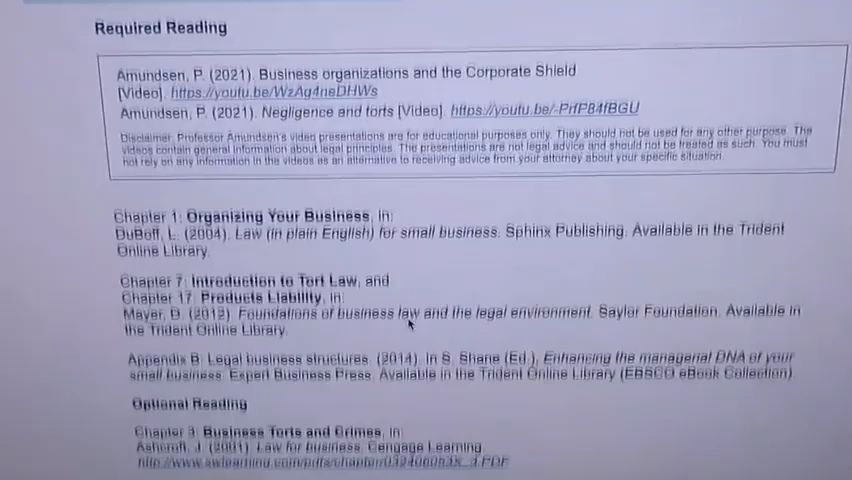 Required Reading
Amundsen, P. (2021). Business organizations and the Corporate Shield
[Video]. https://youtu.be/WzAg4neDHWs
Amundsen, P. (2021). Negligence and torts [Video]. https://youtu.be/-PrfP84fBGU
Disclaimer: Professor Amundsen's video presentations are for educational purposes only. They should not be used for any other purpose. The
videos contain general information about legal principles. The presentations are not legal advice and should not be treated as such. You must
not rely on any information in the videos as an alternative to receiving advice from your attorney about your specific situation.
Chapter 1: Organizing Your Business, in:
DuBoff, L. (2004). Law (in plain English) for small business. Sphinx Publishing. Available in the Trident
Online Library.
Chapter 7: Introduction to Tort Law, and
Chapter 17: Products Liability, in:
Mayer, D. (2012). Foundations of business law and the legal environment. Saylor Foundation. Available in
the Trident Online Library.
Appendix B: Legal business structures. (2014). In S. Shane (Ed.), Enhancing the managerial DNA of your
small business. Expert Business Press. Available in the Trident Online Library (EBSCO eBook Collection)
Optional Reading
Chapter 3: Business Torts and Crimes, in:
Ashcroft, J. (2001). Law for business. Cengage Learning